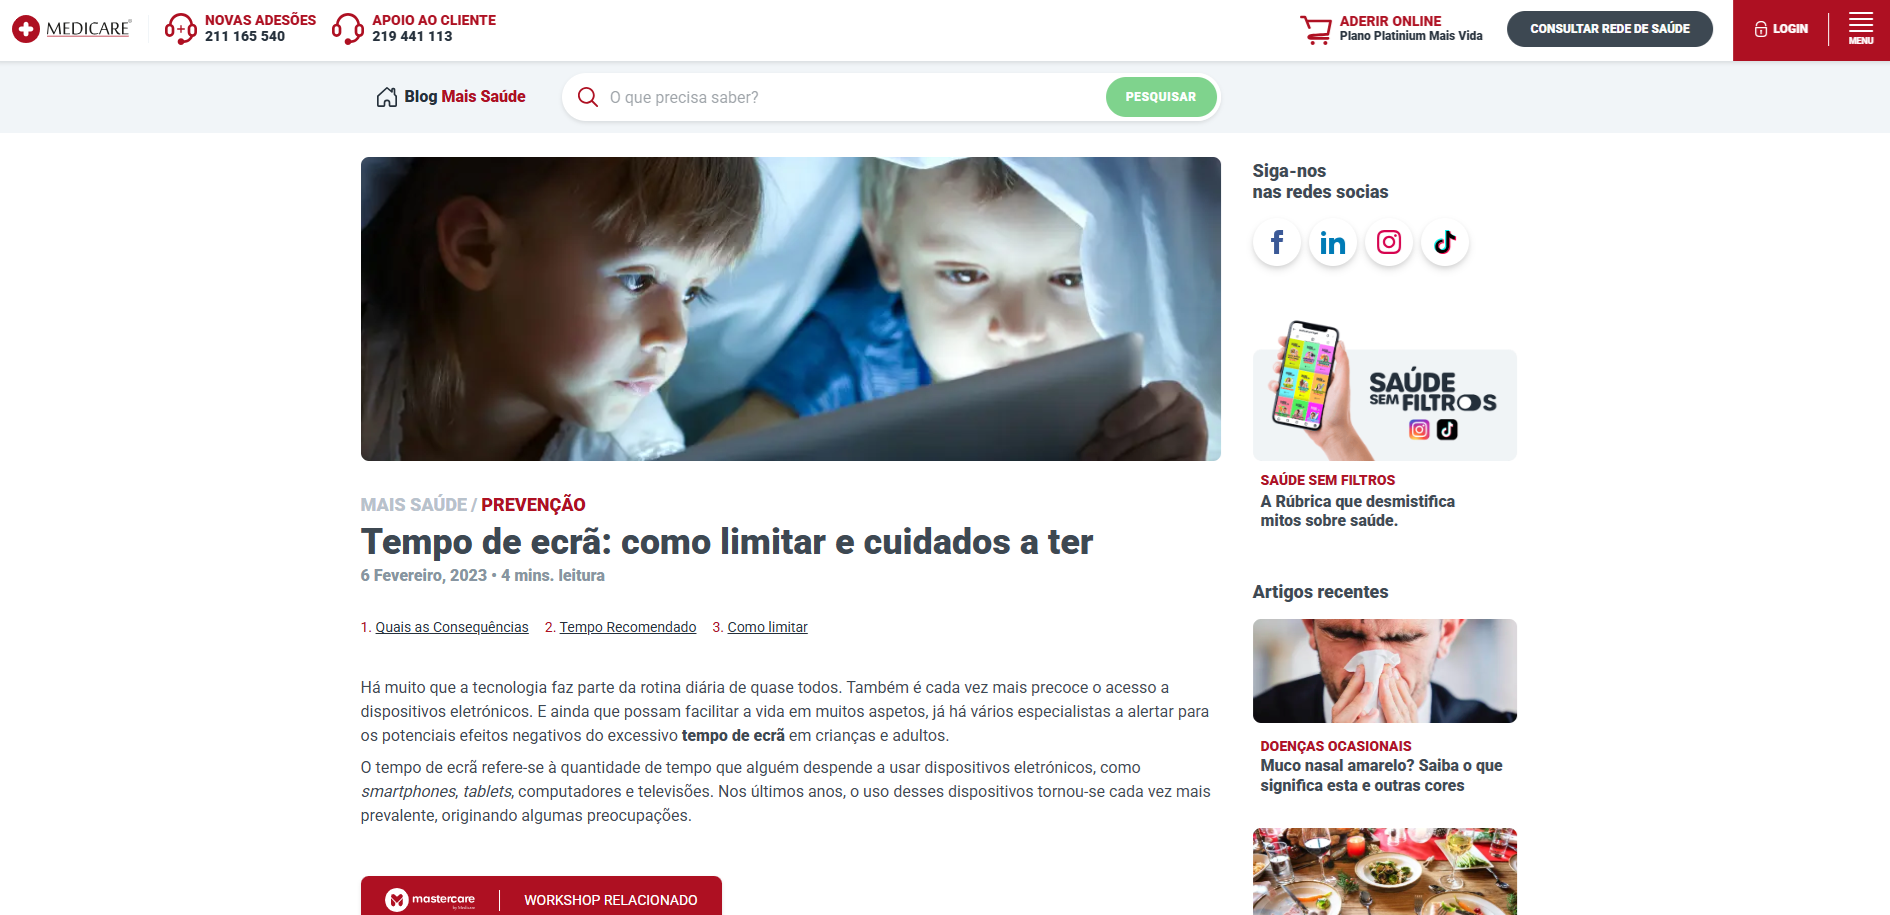 MEDICARE®
NOVAS ADESÕES
211 165 540
APOIO AO CLIENTE
219 441 113
ADERIR ONLINE
Plano Platinium Mais Vida
CONSULTAR REDE DE SAÚDE
LOGIN
MENU
Blog Mais Saúde
O que precisa saber?
PESQUISAR
MAIS SAÚDE / PREVENÇÃO
Tempo de ecrã: como limitar e cuidados a ter
6 Fevereiro, 2023 • 4 mins. leitura
1. Quais as Consequências 2. Tempo Recomendado 3. Como limitar
Há muito que a tecnologia faz parte da rotina diária de quase todos. Também é cada vez mais precoce o acesso a
dispositivos eletrónicos. E ainda que possam facilitar a vida em muitos aspetos, já há vários especialistas a alertar para
os potenciais efeitos negativos do excessivo tempo de ecrã em crianças e adultos.
O tempo de ecrã refere-se à quantidade de tempo que alguém despende a usar dispositivos eletrónicos, como
smartphones, tablets, computadores e televisões. Nos últimos anos, o uso desses dispositivos tornou-se cada vez mais
prevalente, originando algumas preocupações.
mastercare
by Medicare
WORKSHOP RELACIONADO
Siga-nos
nas redes socias
SAÚDE
SEM FILTROS
SAÚDE SEM FILTROS
A Rúbrica que desmistifica
mitos sobre saúde.
Artigos recentes
DOENÇAS OCASIONAIS
Muco nasal amarelo? Saiba o que
significa esta e outras cores